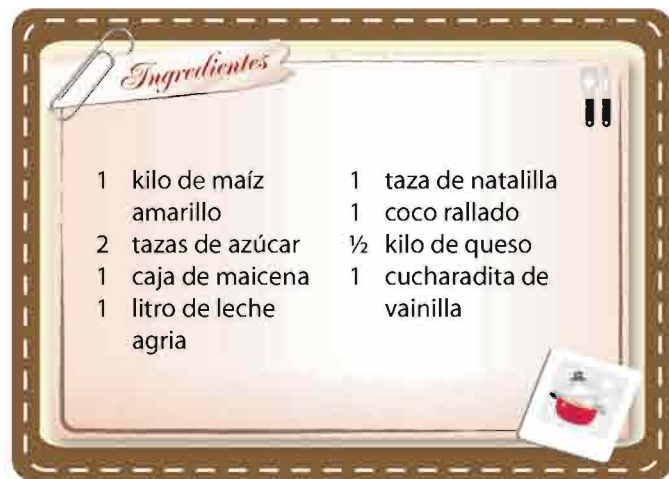 Ingredientes
1 kilo de maíz
amarillo
2 tazas de azúcar
1 caja de maicena
1 litro de leche
agria
1 taza de natalilla
1 coco rallado
½ kilo de queso
1 cucharadita de
vainilla